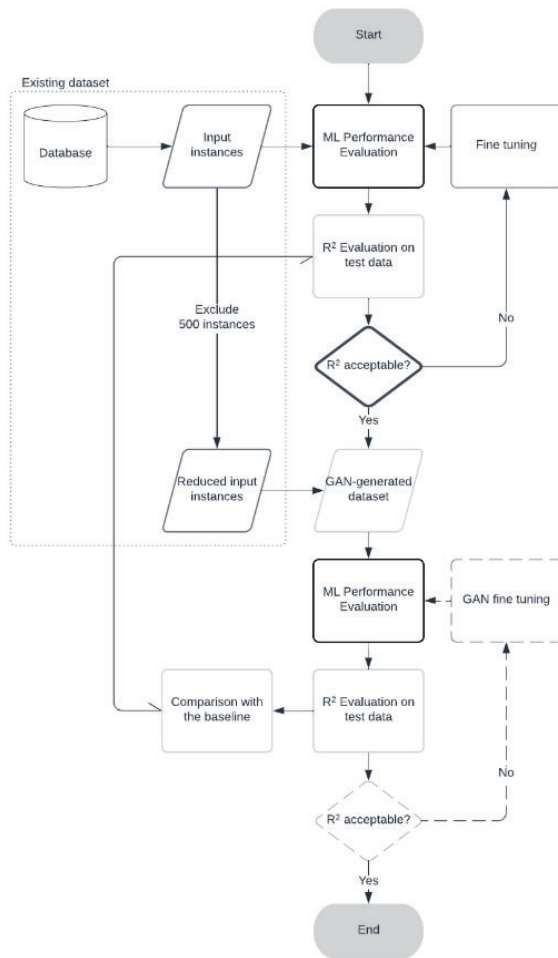 Start
Existing dataset
Database
Input
instances
ML Performance
Evaluation
Fine tuning
R² Evaluation on
test data
Exclude
500 instances
No
R² acceptable?
Yes
Reduced input
instances
GAN-generated
dataset
ML Performance
Evaluation
GAN fine tuning
Comparison with
the baseline
R² Evaluation on
test data
No
R² acceptable?
Yes
End